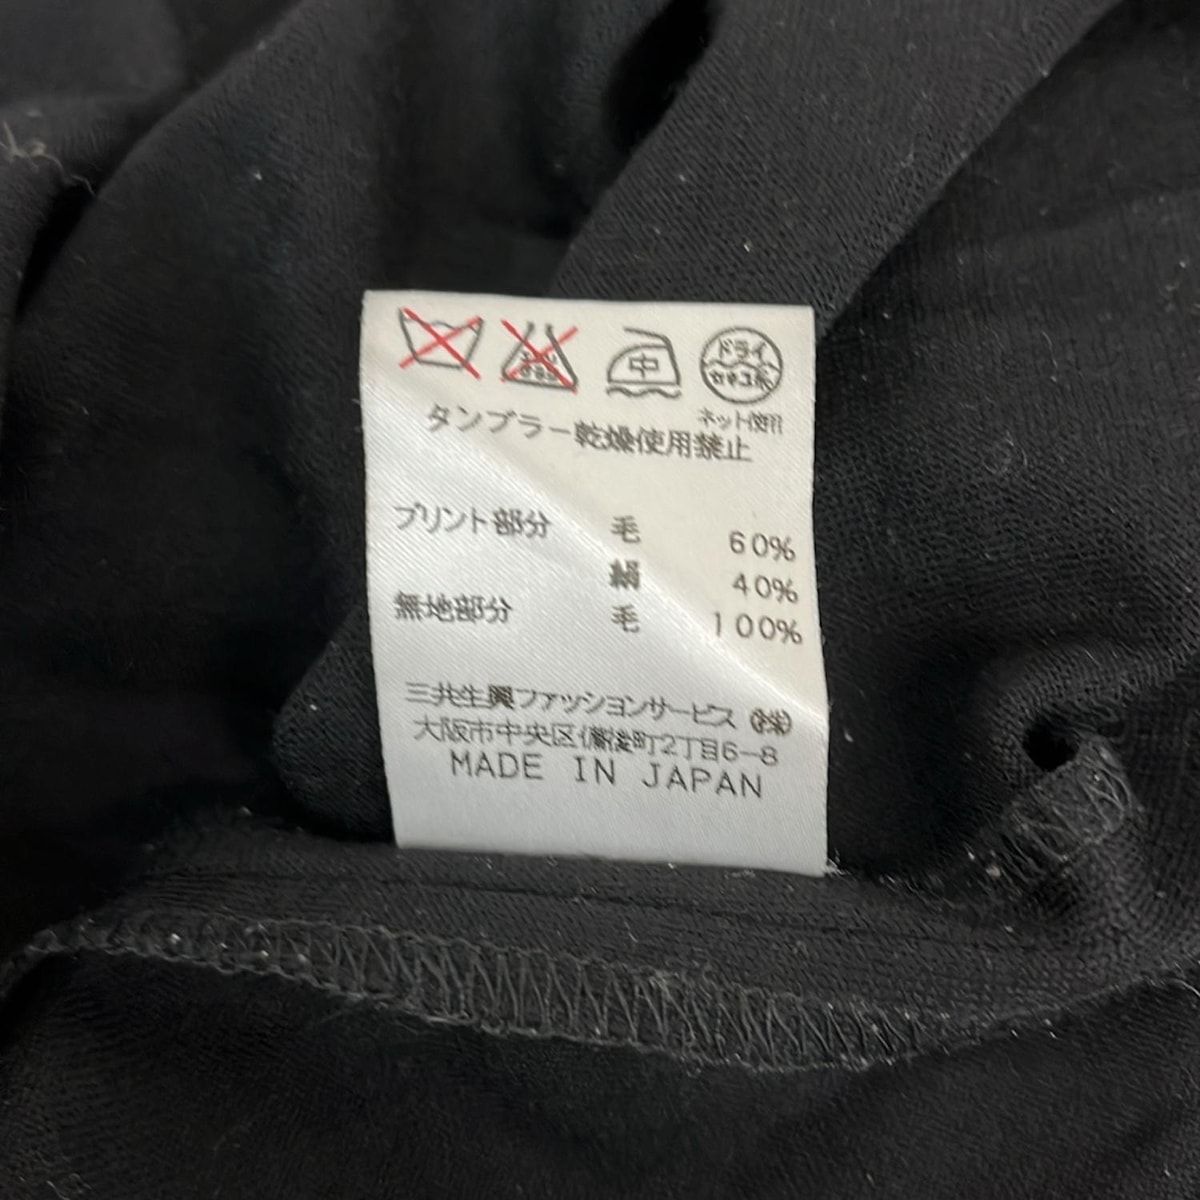 中 ドライ
セキユ系
ネット使用
タンブラー乾燥使用禁止
プリント部分 毛 60%
絹 40%
無地部分 毛 100%
三共生興ファッションサービス (株)
大阪市中央区 町2丁目6-8
MADE IN JAPAN